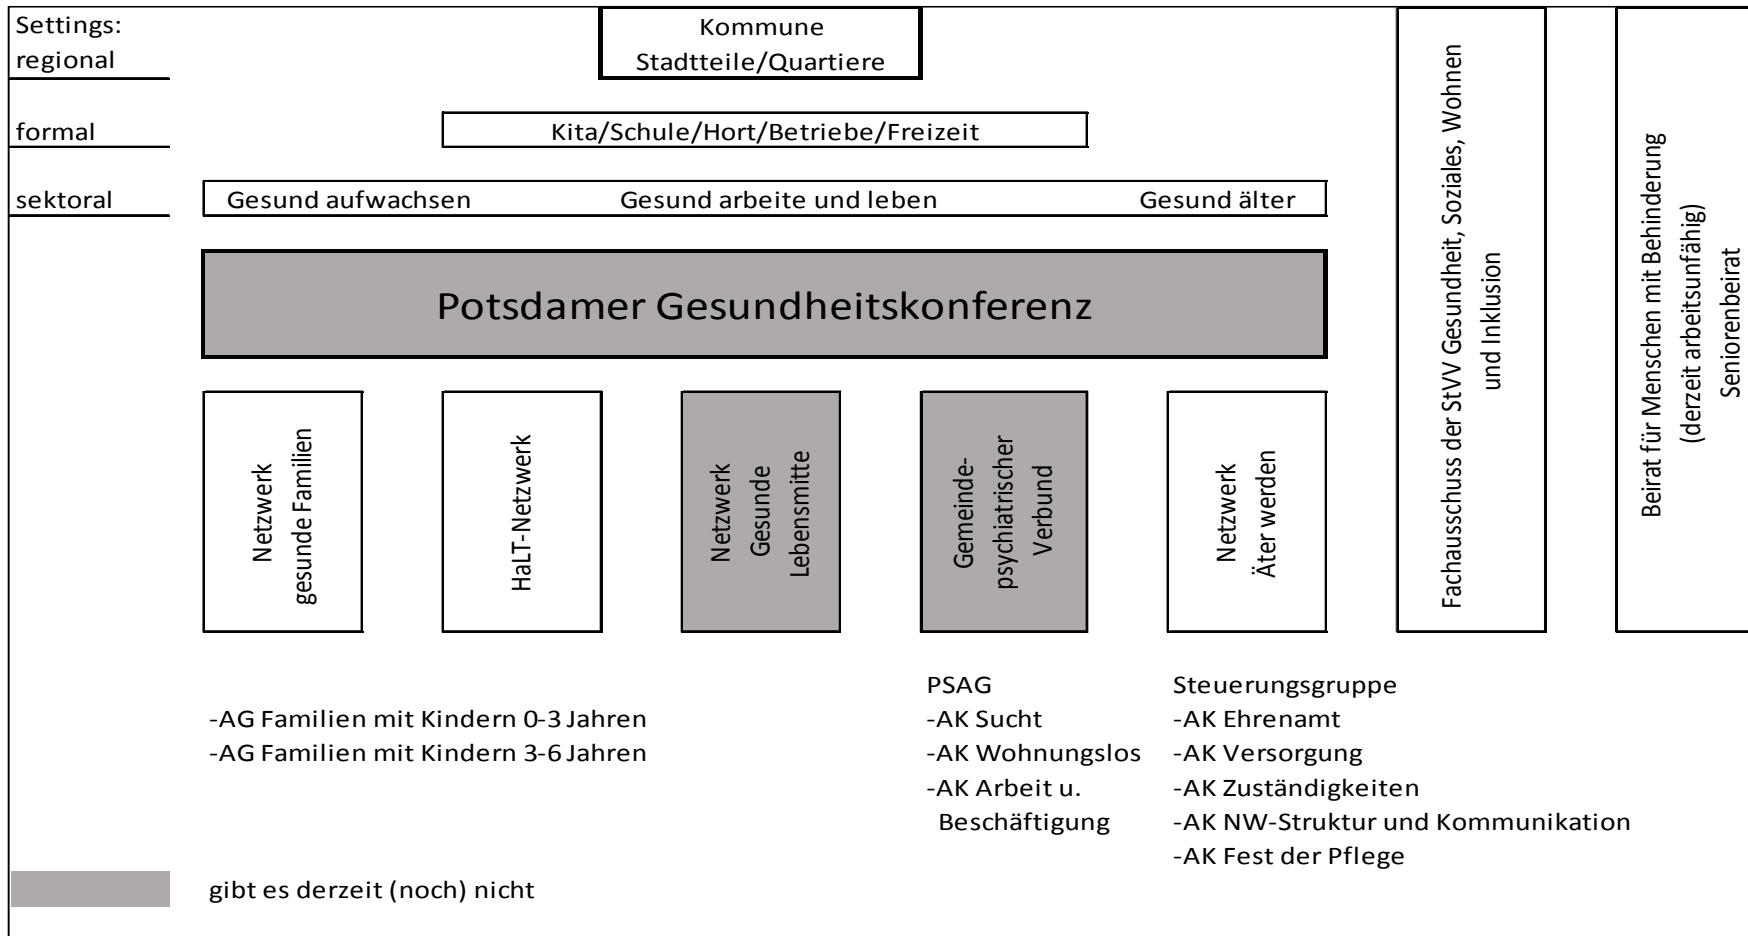 Settings:
regional
Kommune
Stadtteile/Quartiere
formal
Kita/Schule/Hort/Betriebe/Freizeit
sektoral
Gesund aufwachsen
Gesund arbeite und leben
Gesund älter
Potsdamer Gesundheitskonferenz
Netzwerk
gesunde Familien
HaLT-Netzwerk
Netzwerk
Gesunde
Lebensmitte
Gemeinde-
psychiatrischer
Verbund
Netzwerk
Äter werden
Fachausschuss der StVV Gesundheit, Soziales, Wohnen
und Inklusion
Beirat für Menschen mit Behinderung
(derzeit arbeitsunfähig)
Seniorenbeirat
-AG Familien mit Kindern 0-3 Jahren
-AG Familien mit Kindern 3-6 Jahren
PSAG
-AK Sucht
-AK Wohnungslos
-AK Arbeit u.
Beschäftigung
Steuerungsgruppe
-AK Ehrenamt
-AK Versorgung
-AK Zuständigkeiten
-AK NW-Struktur und Kommunikation
-AK Fest der Pflege
gibt es derzeit (noch) nicht